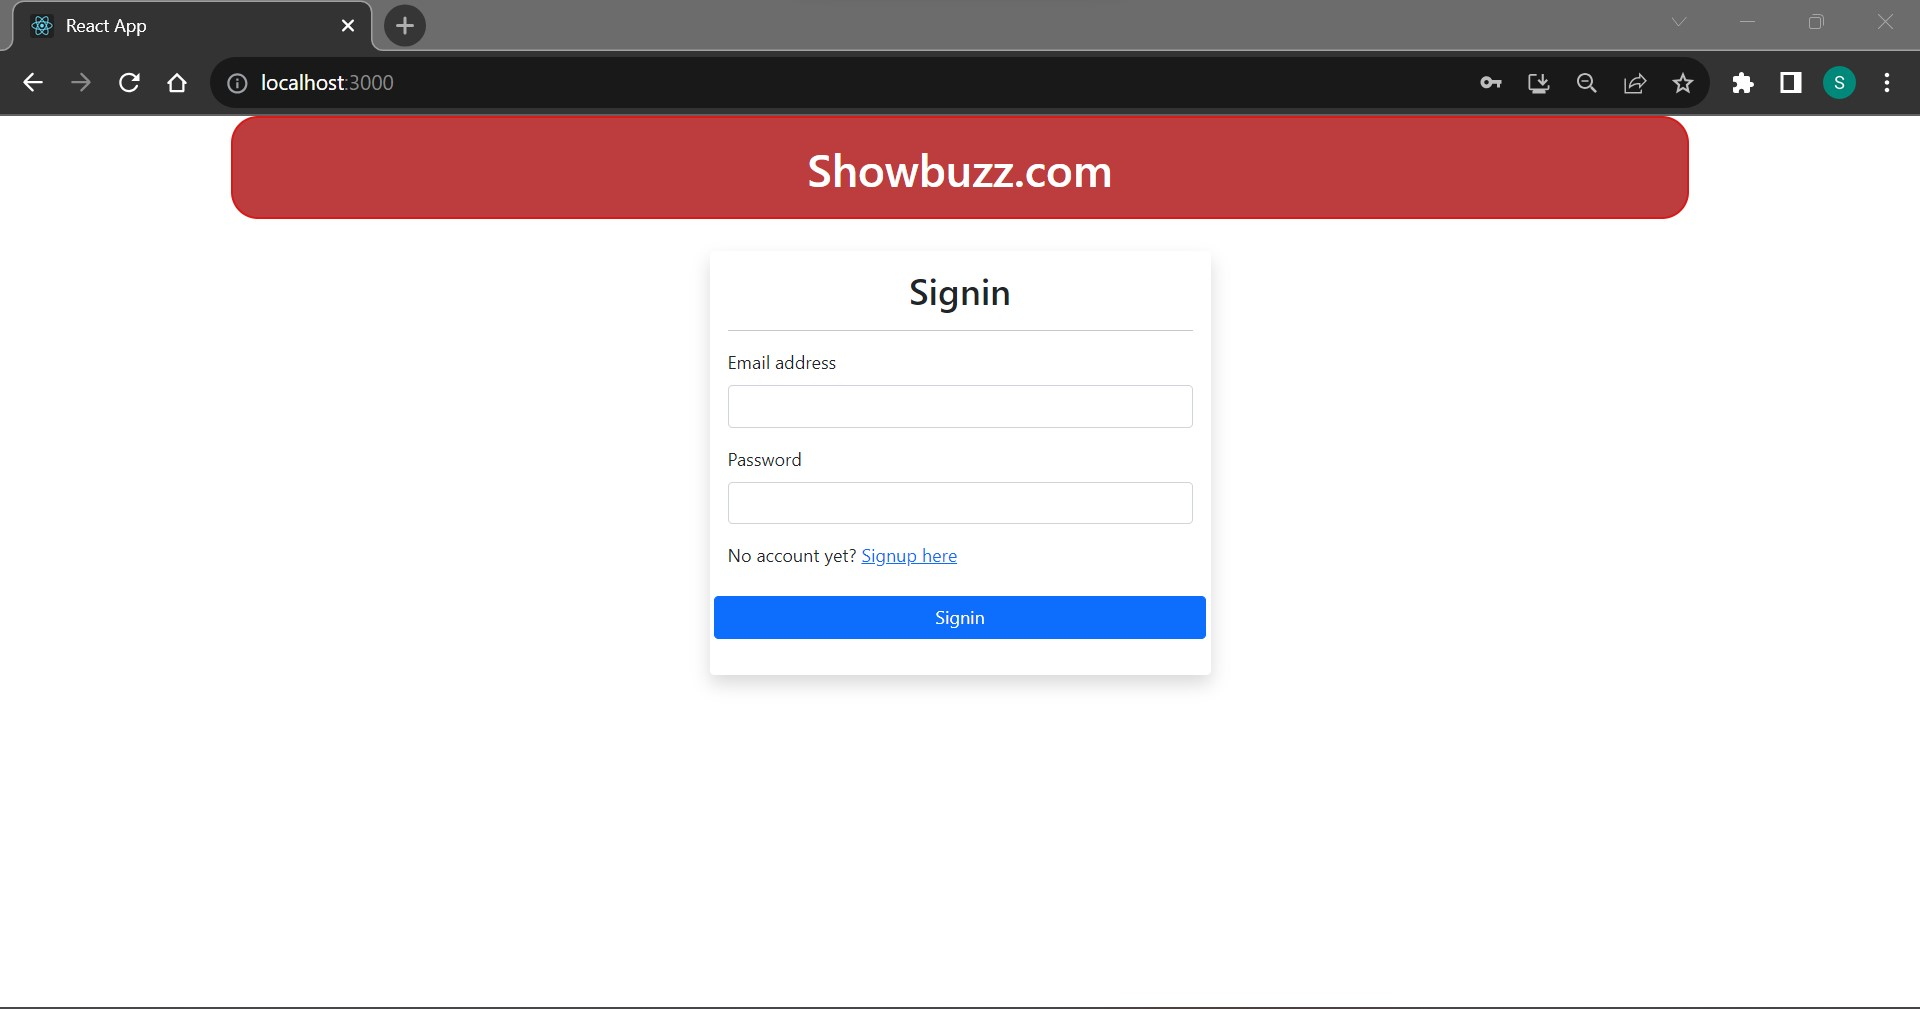 React App
localhost:3000
S
Showbuzz.com
Signin
Email address
Password
No account yet? Signup here
Signin